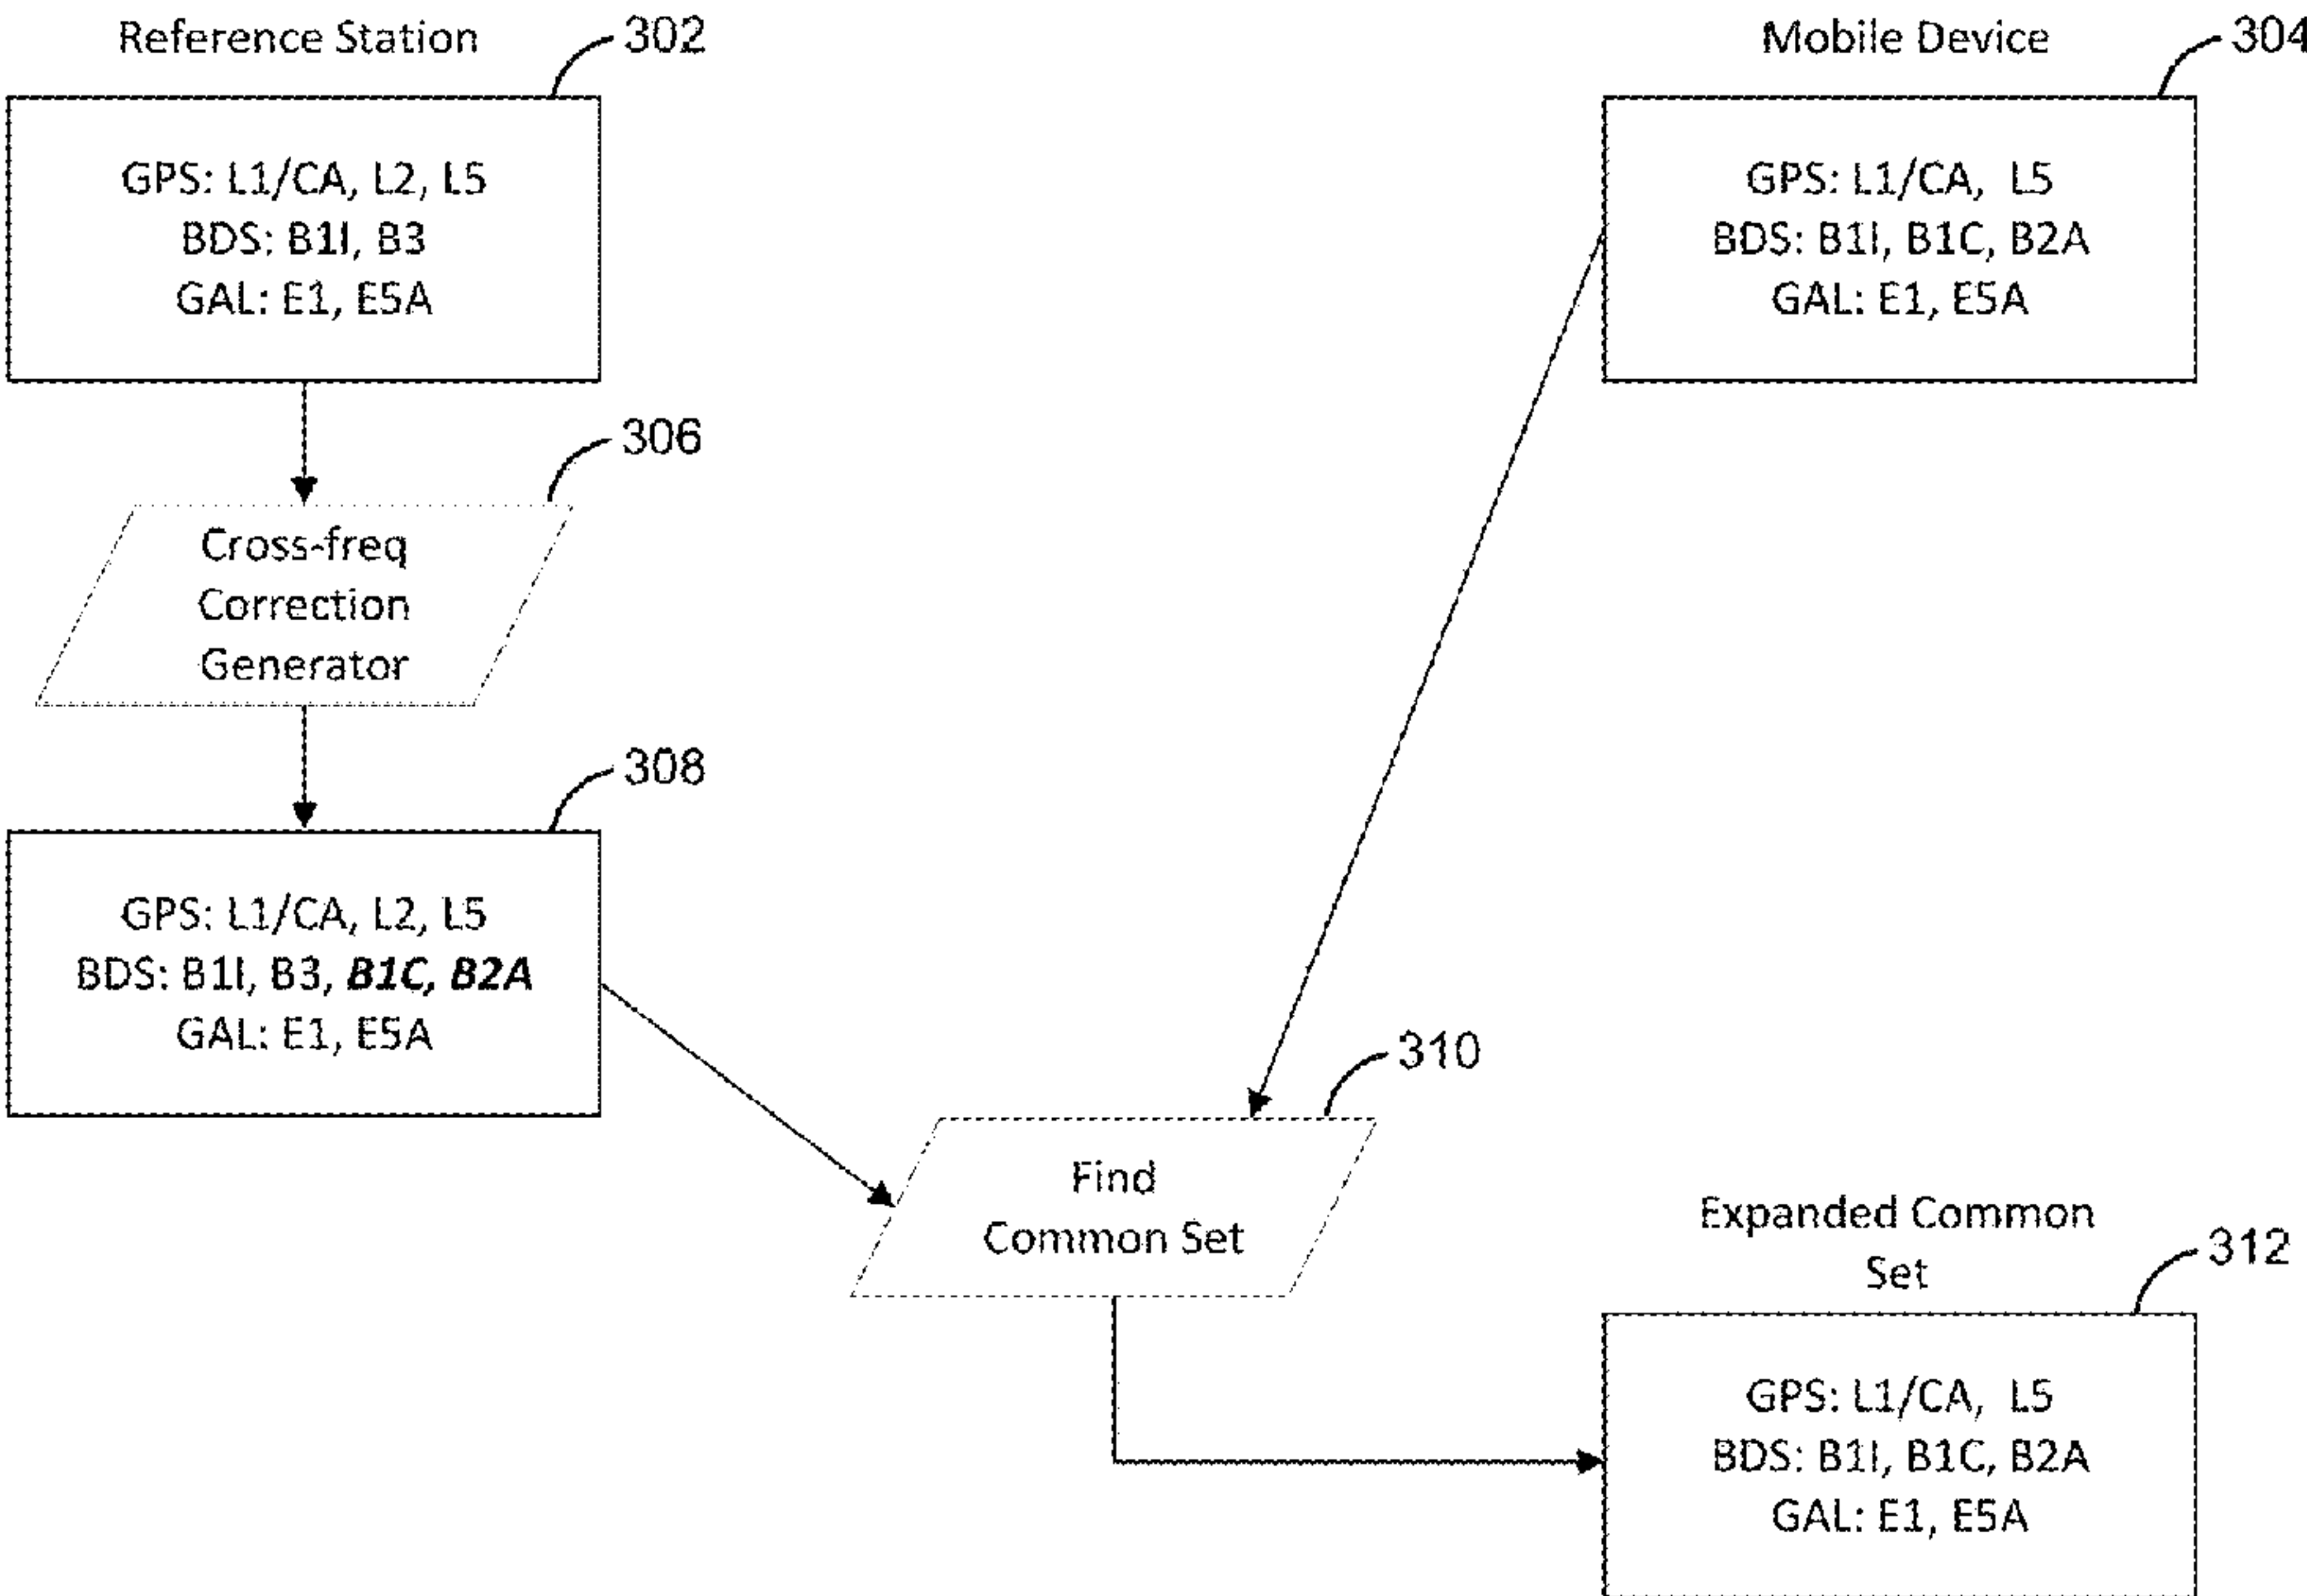 Reference Station
302
GPS: L1/CA, L2, L5
BDS: B1I, B3
GAL: E1, E5A
Mobile Device
304
GPS: L1/CA, L5
BDS: B1I, B1C, B2A
GAL: E1, E5A
306
Cross-freq
Correction
Generator
308
GPS: L1/CA, L2, L5
BDS: B1I, B3, B1C, B2A
GAL: E1, E5A
310
Find
Common Set
Expanded Common
Set
312
GPS: L1/CA, L5
BDS: B1I, B1C, B2A
GAL: E1, E5A